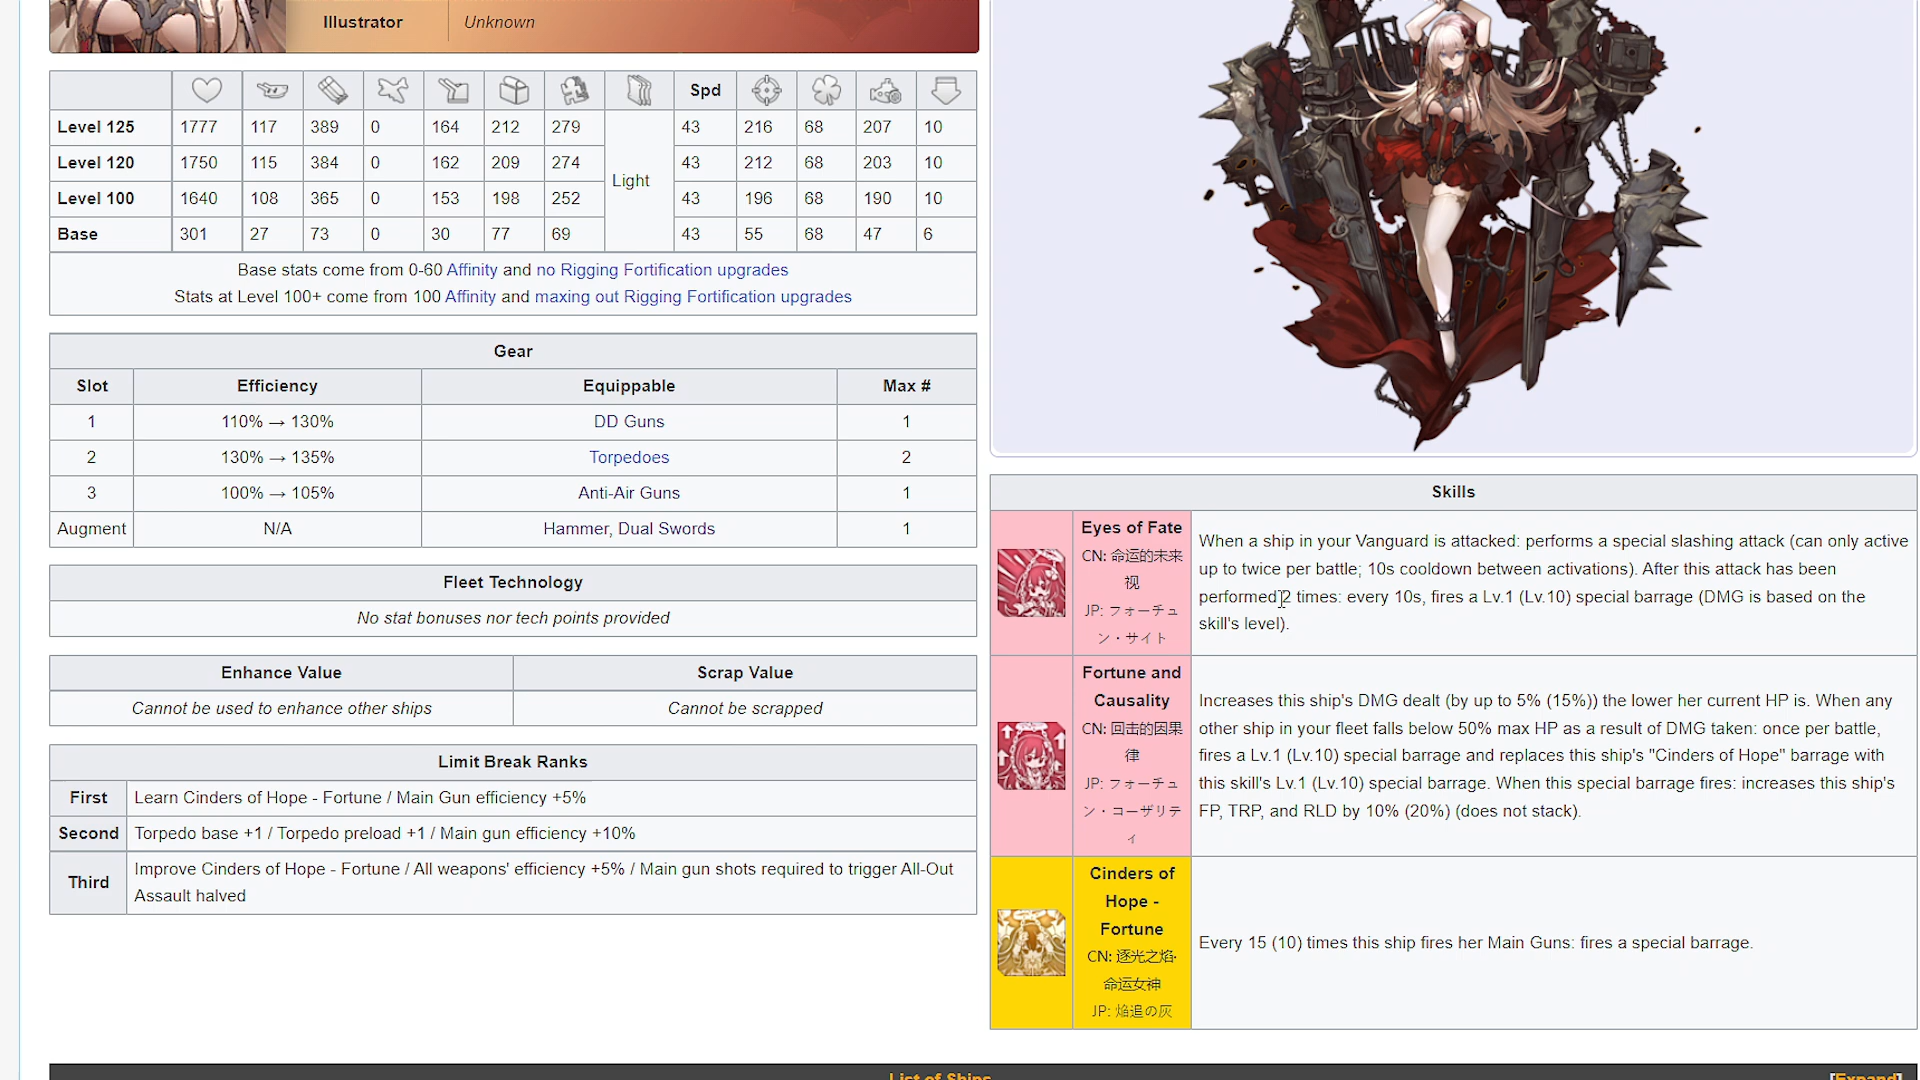 Illustrator Unknown
Spd
Level 125 1777 117 389 0 164 212 279 43 216 68 207 10
Level 120 1750 115 384 0 162 209 274 43 212 68 203 10
Light
Level 100 1640 108 365 0 153 198 252 43 196 68 190 10
Base 301 27 73 0 30 77 69 43 55 68 47 6
Base stats come from 0-60 Affinity and no Rigging Fortification upgrades
Stats at Level 100+ come from 100 Affinity and maxing out Rigging Fortification upgrades
Gear
Slot Efficiency Equippable Max #
1 110% → 130% DD Guns 1
2 130% → 135% Torpedoes 2
3 100% → 105% Anti-Air Guns 1
Augment N/A Hammer, Dual Swords 1
Fleet Technology
No stat bonuses nor tech points provided
Enhance Value Scrap Value
Cannot be used to enhance other ships Cannot be scrapped
Limit Break Ranks
First Learn Cinders of Hope - Fortune / Main Gun efficiency +5%
Second Torpedo base +1 / Torpedo preload +1 / Main gun efficiency +10%
Third Improve Cinders of Hope - Fortune / All weapons' efficiency +5% / Main gun shots required to trigger All-Out
Assault halved
Skills
Eyes of Fate
CN: 命运的未来
视
JP: フォーチュ
ン・サイト
When a ship in your Vanguard is attacked: performs a special slashing attack (can only active
up to twice per battle; 10s cooldown between activations). After this attack has been
performed 2 times: every 10s, fires a Lv.1 (Lv.10) special barrage (DMG is based on the
skill's level).
Fortune and
Causality
CN: 回击的因果
律
JP: フォーチュ
ン・コーザリテ
ィ
Increases this ship's DMG dealt (by up to 5% (15%)) the lower her current HP is. When any
other ship in your fleet falls below 50% max HP as a result of DMG taken: once per battle,
fires a Lv.1 (Lv.10) special barrage and replaces this ship's "Cinders of Hope" barrage with
this skill's Lv.1 (Lv.10) special barrage. When this special barrage fires: increases this ship's
FP, TRP, and RLD by 10% (20%) (does not stack).
Cinders of
Hope -
Fortune
CN: 逐光之焰·
命运女神
JP: 焔追の灰
Every 15 (10) times this ship fires her Main Guns: fires a special barrage.
List of Ships [Expand]